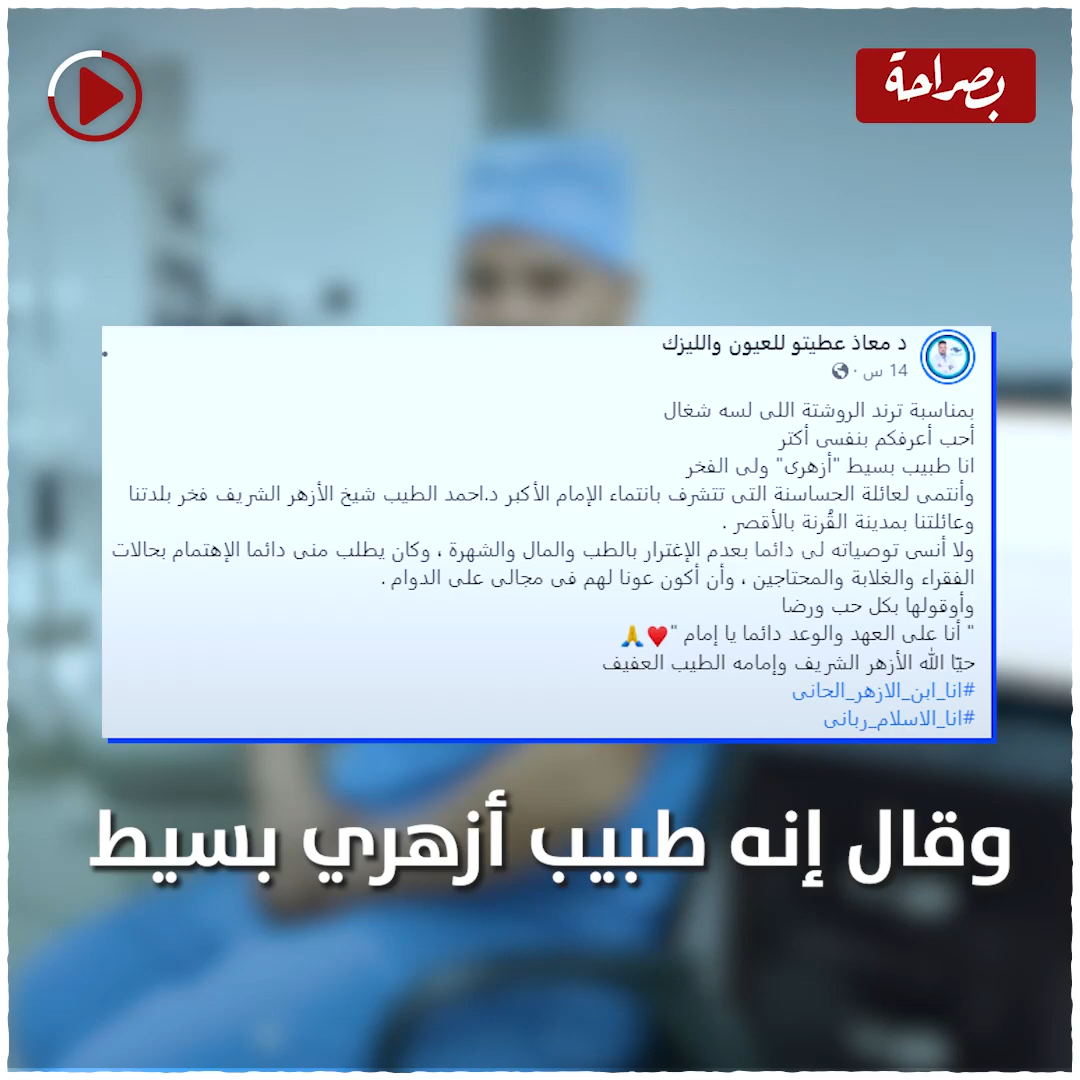 بصراحة
د معاذ عطيتو للعيون والليزك
14 س ·
بمناسبة ترند الروشتة اللى لسه شغال
أحب أعرفكم بنفسى أكتر
انا طبيب بسيط "أزهرى" ولى الفخر
وأنتمى لعائلة الحساسنة التى تتشرف بانتماء الإمام الأكبر د.احمد الطيب شيخ الأزهر الشريف فخر بلدتنا
وعائلتنا بمدينة القُرنة بالأقصر .
ولا أنسى توصياته لى دائما بعدم الإغترار بالطب والمال والشهرة ، وكان يطلب منى دائما الإهتمام بحالات
الفقراء والغلابة والمحتاجين ، وأن أكون عونا لهم فى مجالى على الدوام .
وأوقولها بكل حب ورضا
" أنا على العهد والوعد دائما يا إمام "♥️🙏
حيّا الله الأزهر الشريف وإمامه الطيب العفيف
#انا_ابن_الازهر_الحانى
#انا_الاسلام_ربانى
وقال إنه طبيب أزهري بسيط